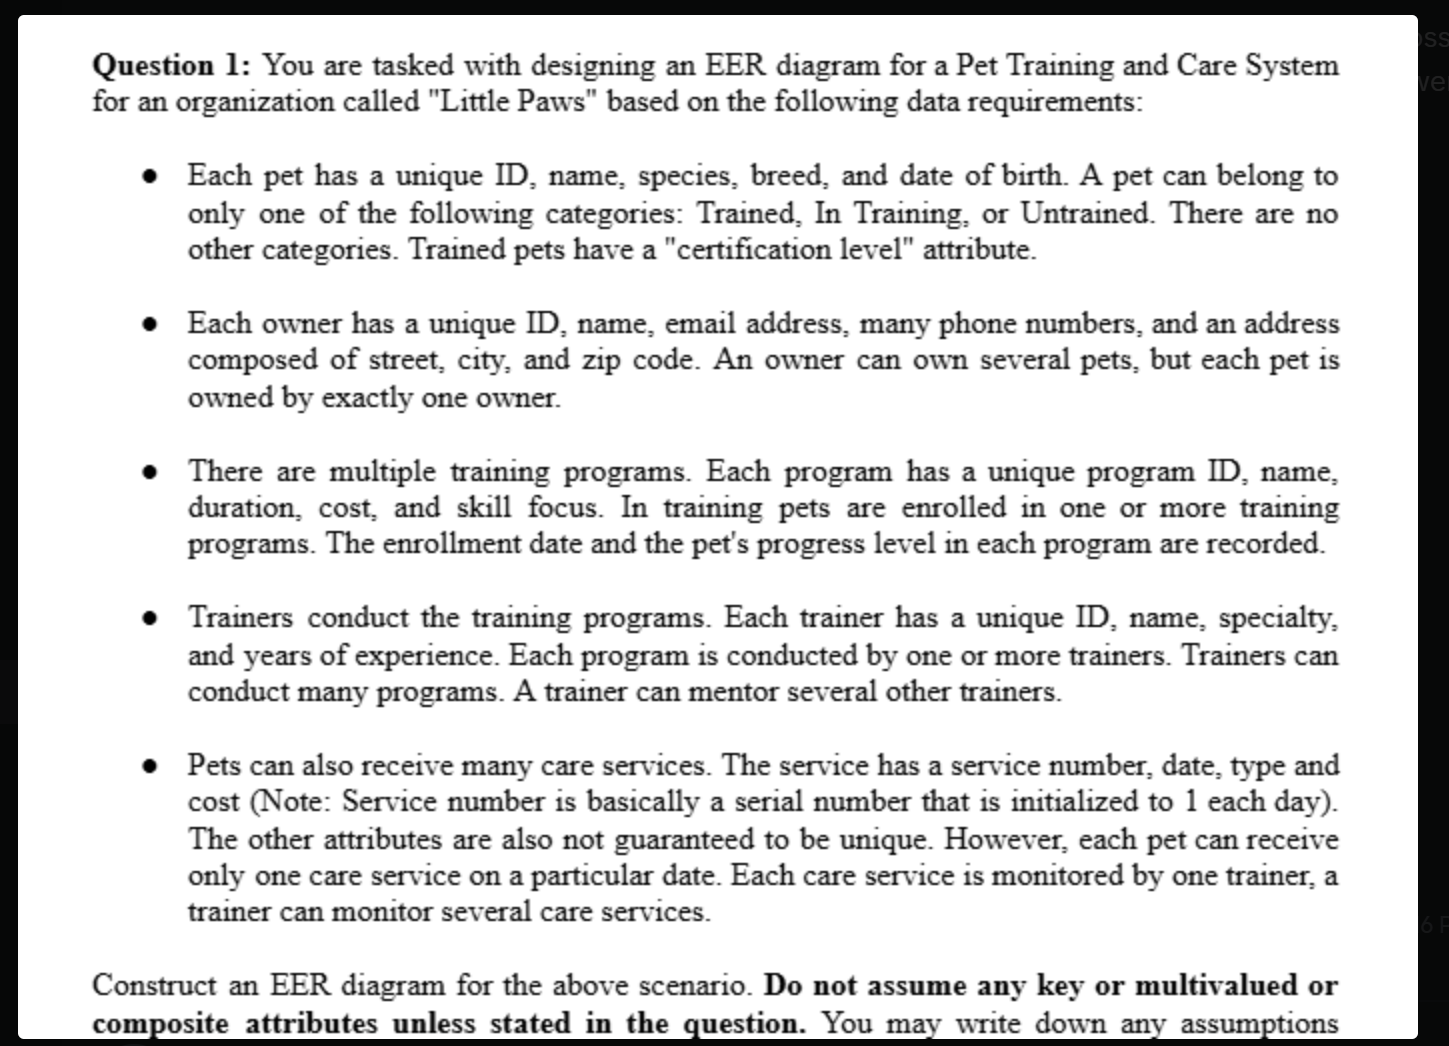 Question 1: You are tasked with designing an EER diagram for a Pet Training and Care System
for an organization called "Little Paws" based on the following data requirements:
● Each pet has a unique ID, name, species, breed, and date of birth. A pet can belong to
only one of the following categories: Trained, In Training, or Untrained. There are no
other categories. Trained pets have a "certification level" attribute.
● Each owner has a unique ID, name, email address, many phone numbers, and an address
composed of street, city, and zip code. An owner can own several pets, but each pet is
owned by exactly one owner.
● There are multiple training programs. Each program has a unique program ID, name,
duration, cost, and skill focus. In training pets are enrolled in one or more training
programs. The enrollment date and the pet's progress level in each program are recorded.
● Trainers conduct the training programs. Each trainer has a unique ID, name, specialty,
and years of experience. Each program is conducted by one or more trainers. Trainers can
conduct many programs. A trainer can mentor several other trainers.
● Pets can also receive many care services. The service has a service number, date, type and
cost (Note: Service number is basically a serial number that is initialized to 1 each day).
The other attributes are also not guaranteed to be unique. However, each pet can receive
only one care service on a particular date. Each care service is monitored by one trainer, a
trainer can monitor several care services.
Construct an EER diagram for the above scenario. Do not assume any key or multivalued or
composite attributes unless stated in the question. You may write down any assumptions